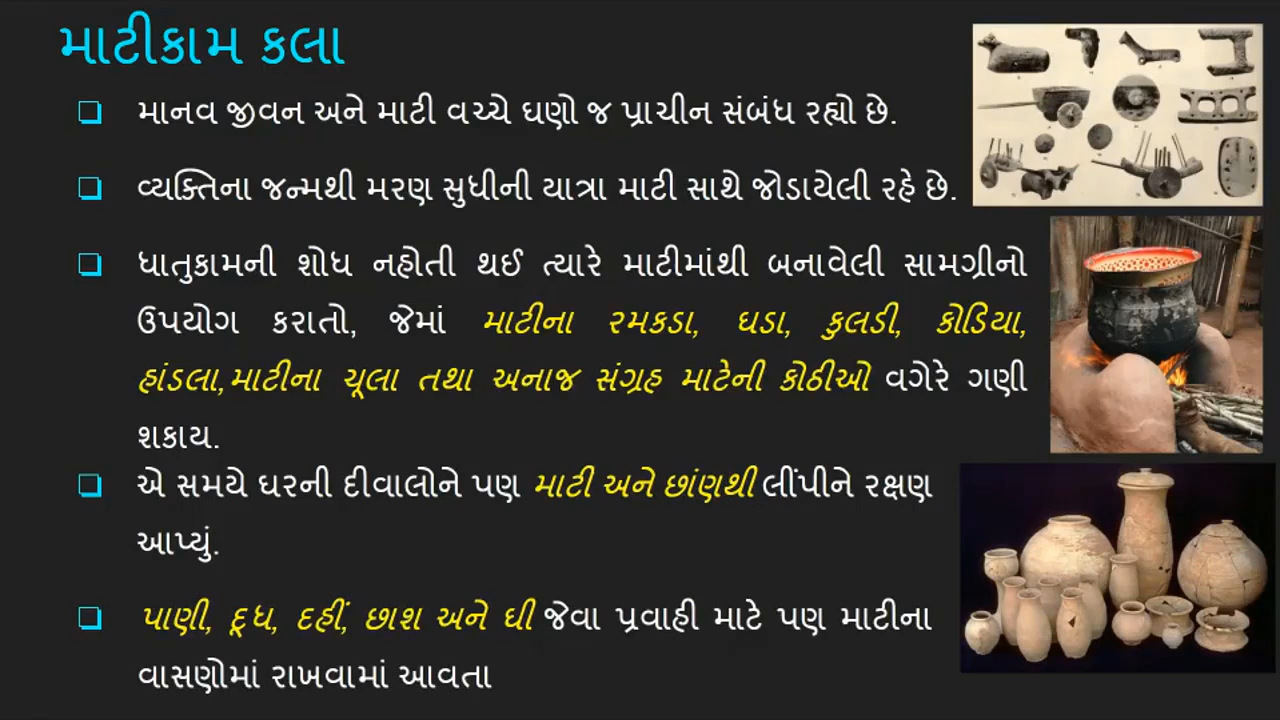 માટીકામ કલા
માનવ જીવન અને માટી વચ્ચે ઘણો જ પ્રાચીન સંબંધ રહ્યો છે.
વ્યક્તિના જન્મથી મરણ સુધીની યાત્રા માટી સાથે જોડાયેલી રહે છે.
ધાતુકામની શોધ નહોતી થઈ ત્યારે માટીમાંથી બનાવેલી સામગ્રીનો
ઉપયોગ કરાતો, જેમાં માટીના રમકડા, ઘડા, કુલડી, કોડિયા,
હાંડલા,માટીના ચૂલા તથા અનાજ સંગ્રહ માટેની કોઠીઓ વગેરે ગણી
શકાય.
એ સમયે ઘરની દીવાલોને પણ માટી અને છાંણથી લીંપીને રક્ષણ
આપ્યું.
પાણી, દૂધ, દહીં, છાશ અને ઘી જેવા પ્રવાહી માટે પણ માટીના
વાસણોમાં રાખવામાં આવતા